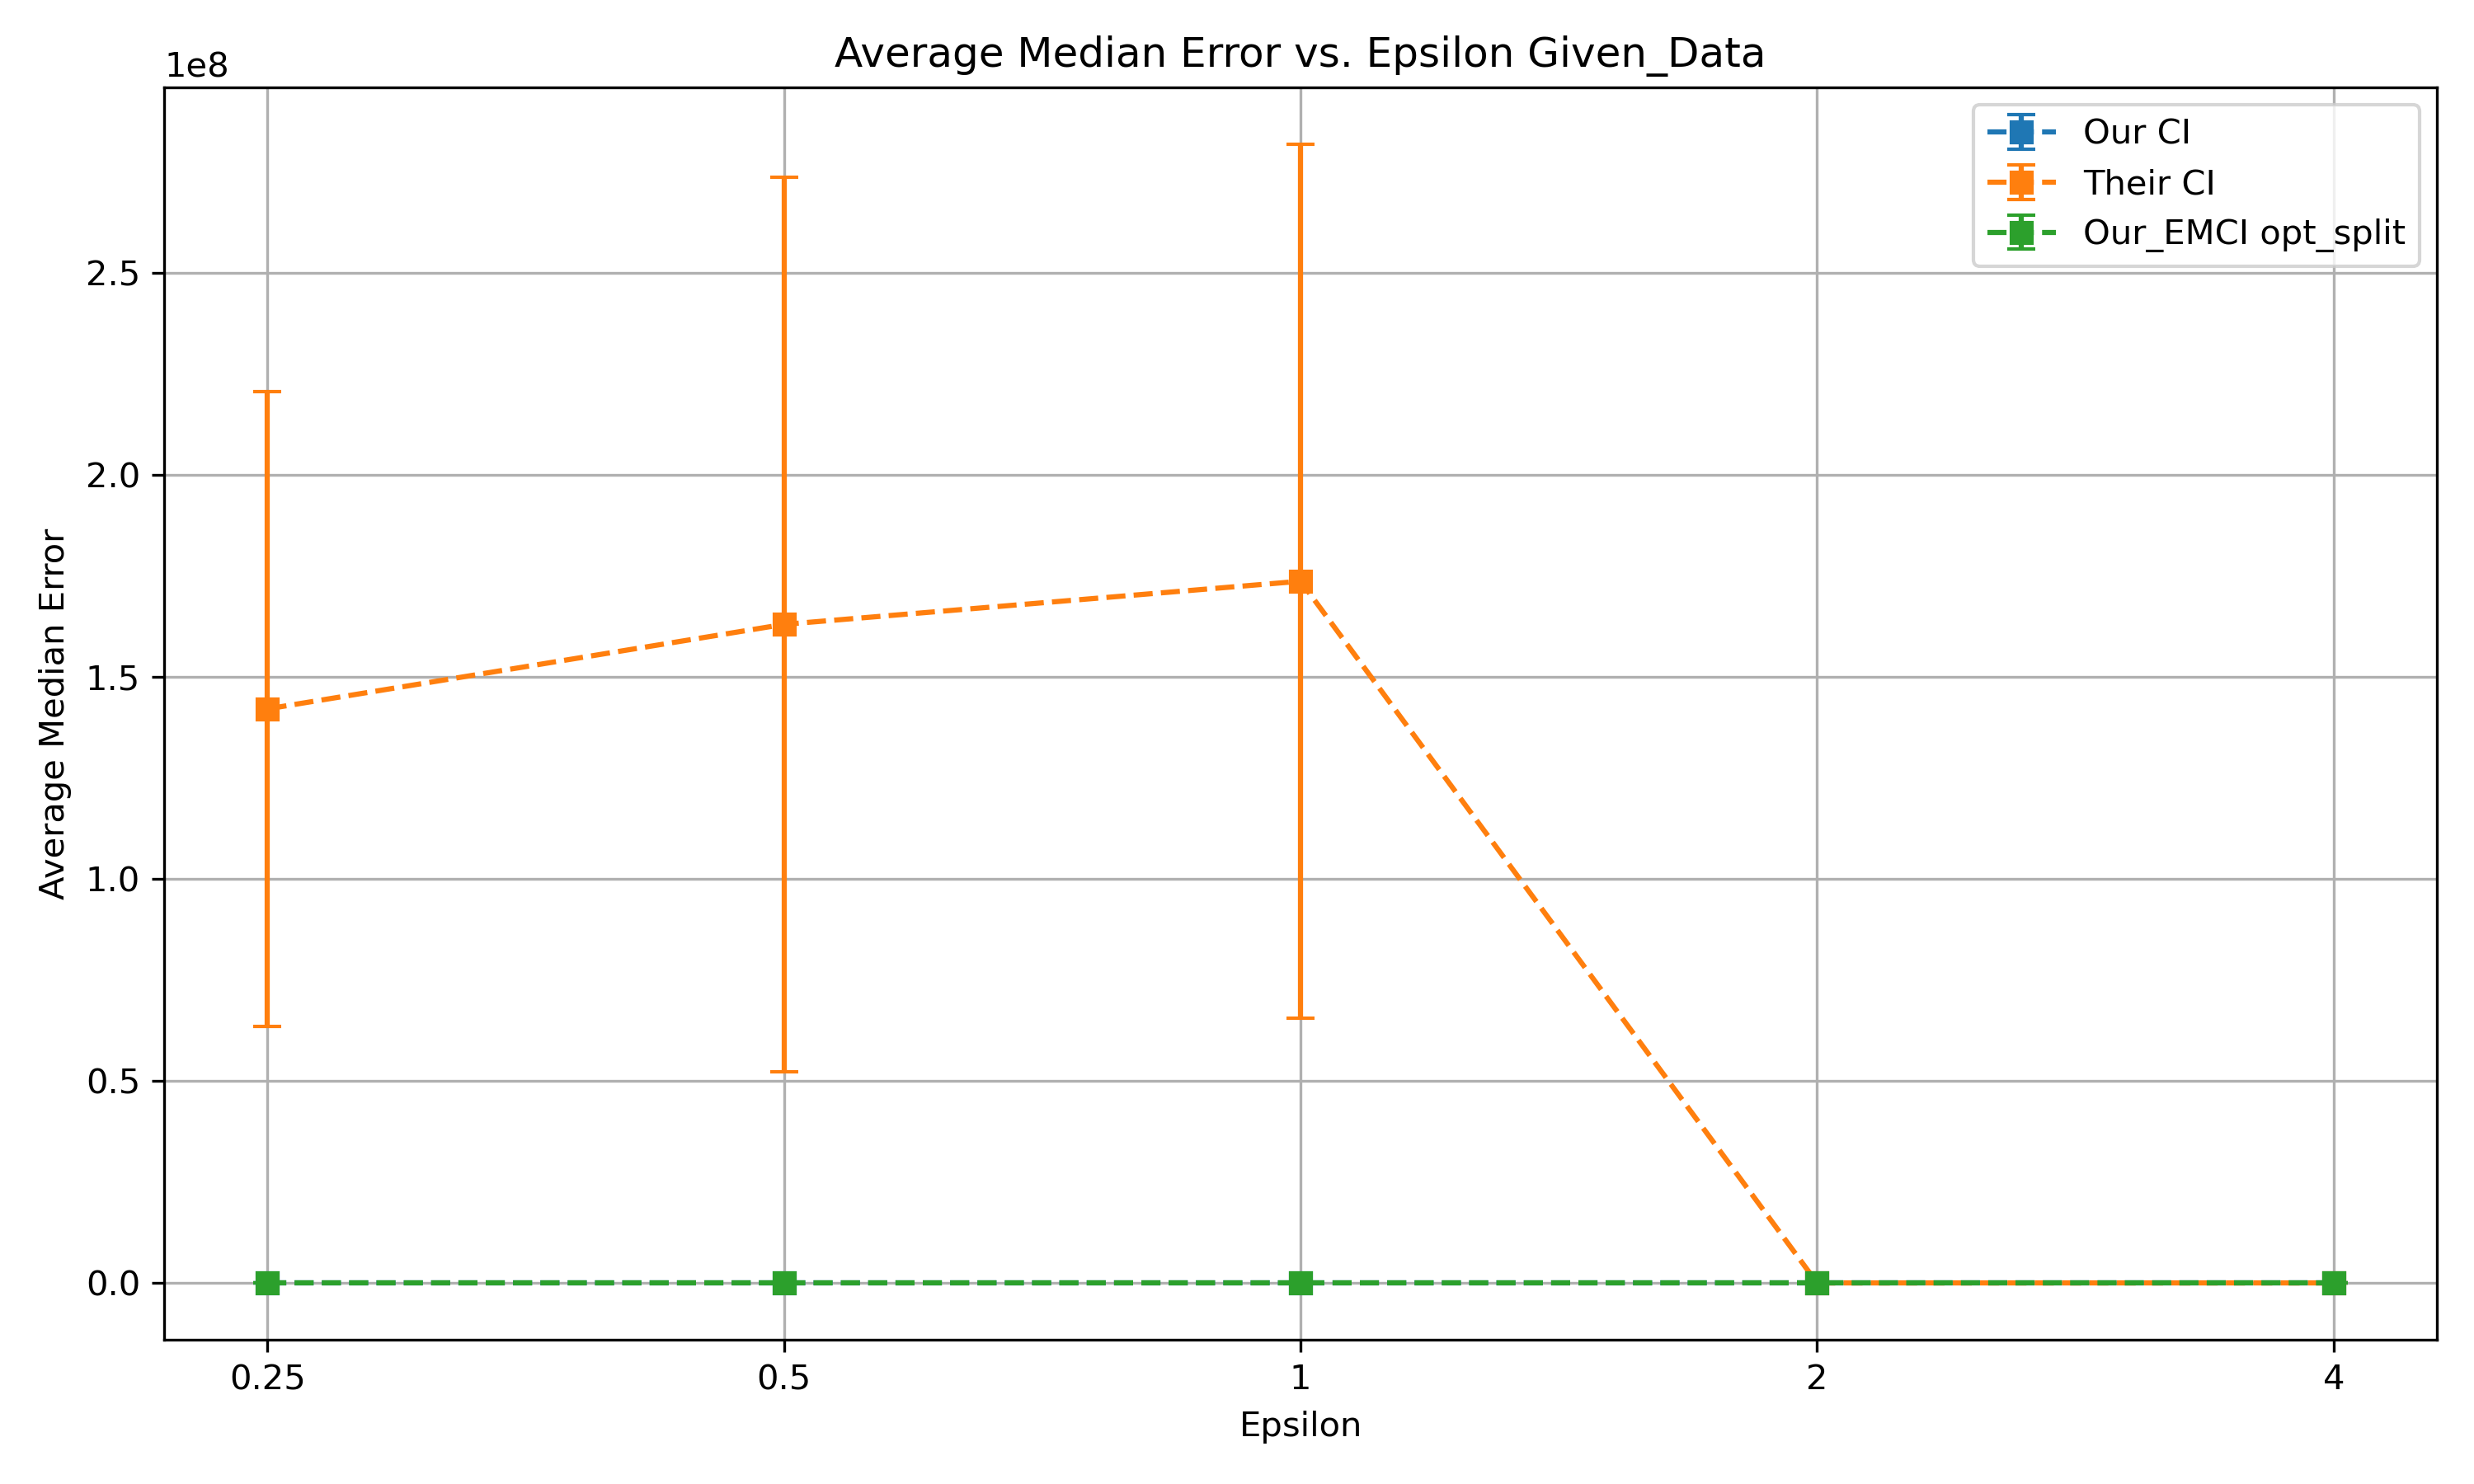 Average Median Error vs. Epsilon Given_Data
1e8
Our CI
Their CI
Our_EMCI opt_split
2.5
2.0
1.5
1.0
0.5
0.0
Average Median Error
0.25 0.5 1 2 4
Epsilon